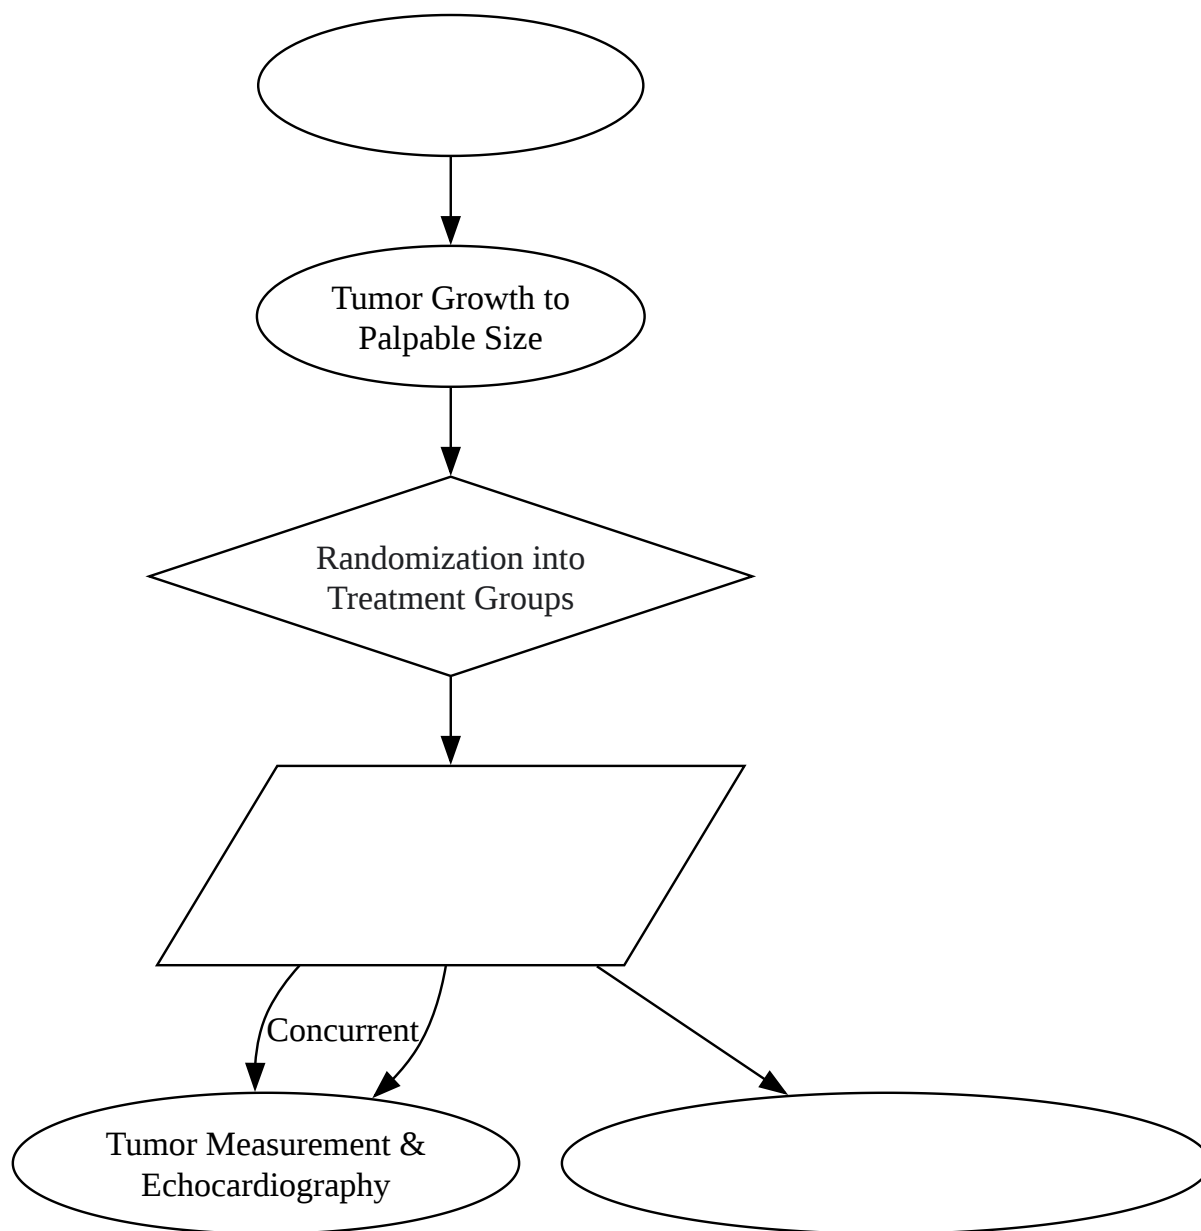 Tumor Growth to
Palpable Size
Randomization into
Treatment Groups
Concurrent
Tumor Measurement &
Echocardiography